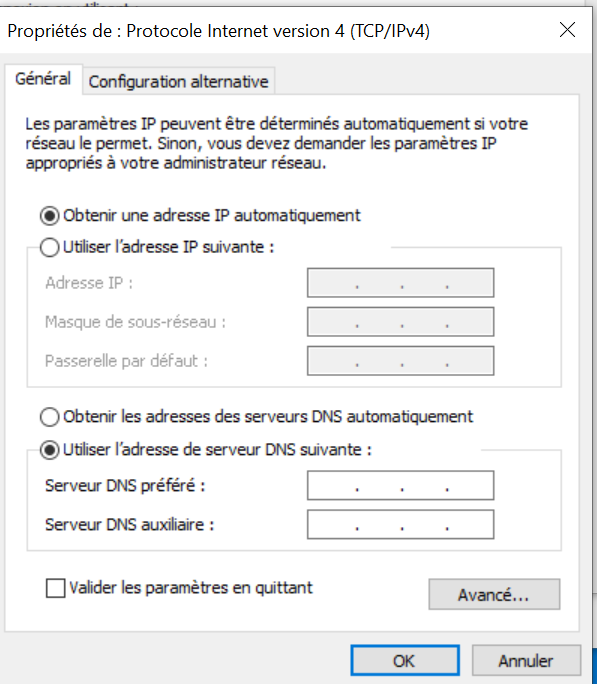 Propriétés de : Protocole Internet version 4 (TCP/IPv4)
Général
Configuration alternative
Les paramètres IP peuvent être déterminés automatiquement si votre
réseau le permet. Sinon, vous devez demander les paramètres IP
appropriés à votre administrateur réseau.
Obtenir une adresse IP automatiquement
Utiliser l’adresse IP suivante :
Adresse IP :
Masque de sous-réseau :
Passerelle par défaut :
Obtenir les adresses des serveurs DNS automatiquement
Utiliser l’adresse de serveur DNS suivante :
Serveur DNS préféré :
Serveur DNS auxiliaire :
Valider les paramètres en quittant
Avancé...
OK
Annuler